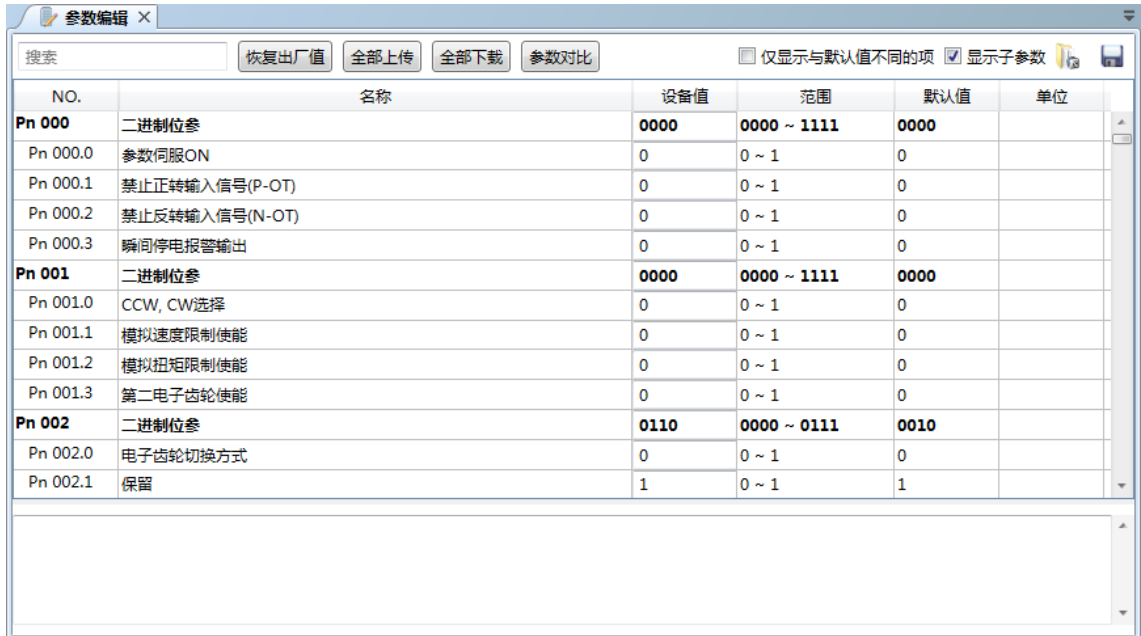 参数编辑
搜索 恢复出厂值 全部上传 全部下载 参数对比 仅显示与默认值不同的项 显示子参数
NO. 名称 设备值 范围 默认值 单位
Pn 000 二进制位参 0000 0000 ~ 1111 0000
Pn 000.0 参数伺服ON 0 0 ~ 1 0
Pn 000.1 禁止正转输入信号(P-OT) 0 0 ~ 1 0
Pn 000.2 禁止反转输入信号(N-OT) 0 0 ~ 1 0
Pn 000.3 瞬间停电报警输出 0 0 ~ 1 0
Pn 001 二进制位参 0000 0000 ~ 1111 0000
Pn 001.0 CCW, CW选择 0 0 ~ 1 0
Pn 001.1 模拟速度限制使能 0 0 ~ 1 0
Pn 001.2 模拟扭矩限制使能 0 0 ~ 1 0
Pn 001.3 第二电子齿轮使能 0 0 ~ 1 0
Pn 002 二进制位参 0110 0000 ~ 0111 0010
Pn 002.0 电子齿轮切换方式 0 0 ~ 1 0
Pn 002.1 保留 1 0 ~ 1 1